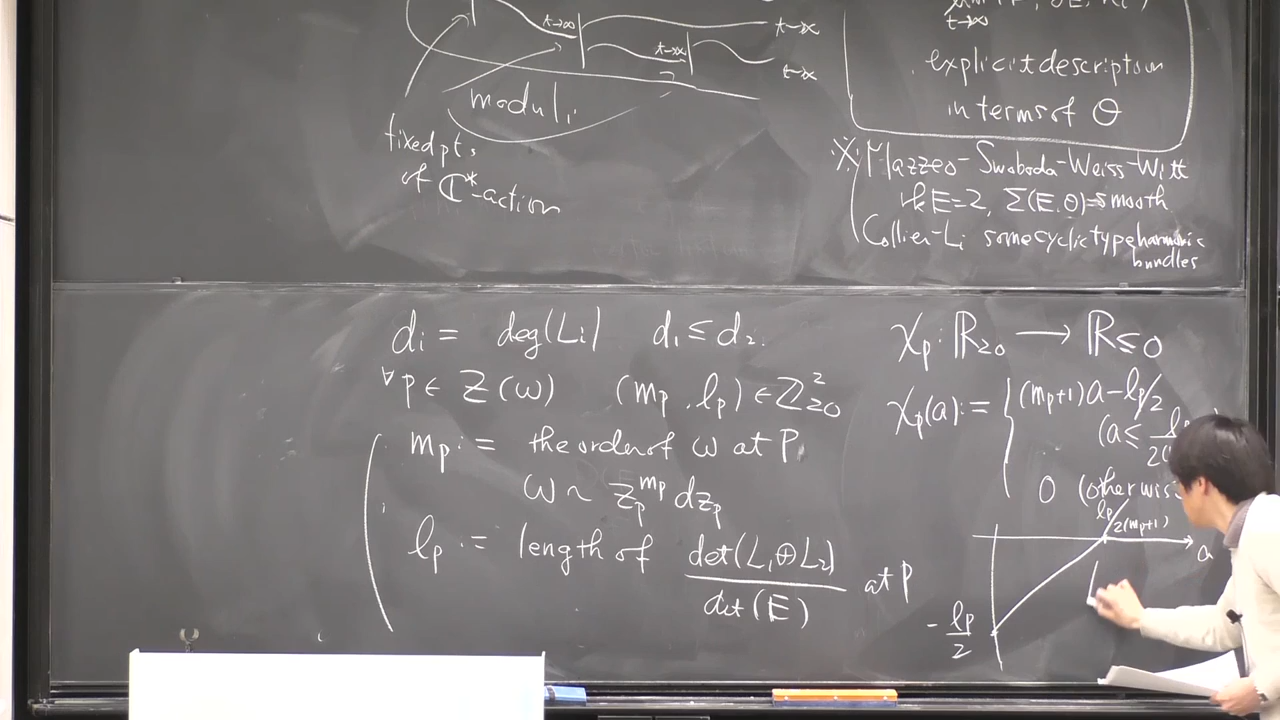 t→∞
t→∞
t→∞
t→∞
moduli
fixed pts
of ℂ*-action
t→∞
explicit description
in terms of θ
※ Mazzeo-Swoboda-Weiss-Witt
rk E=2, Σ(E,θ)=smooth
Collier-Li some cyclic type harmonic
bundles
di = deg(Li) d1 ≤ d2.
∀p ∈ Z(ω) (mp, lp) ∈ ℤ²≥0
mp := the order of ω at P
ω ~ zp^mp dzp
lp := length of det(L1⊕L2)/det(E) at P
χp : ℝ≥0 → ℝ≤0
χp(a) := { (mp+1)a - lp/2
(a ≤
0 (otherwise
lp/2(mp+1)
a
-lp/2